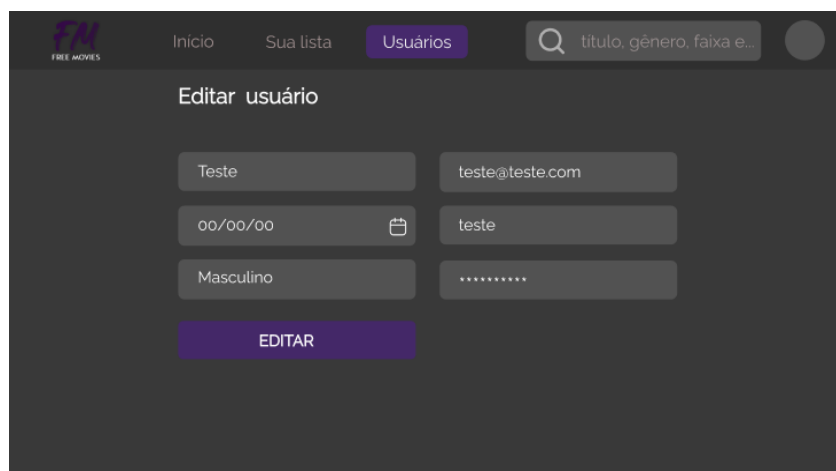 FM
FREE MOVIES
Início
Sua lista
Usuários
título, gênero, faixa e...
Editar usuário
Teste
teste@teste.com
00/00/00
teste
Masculino
**********
EDITAR